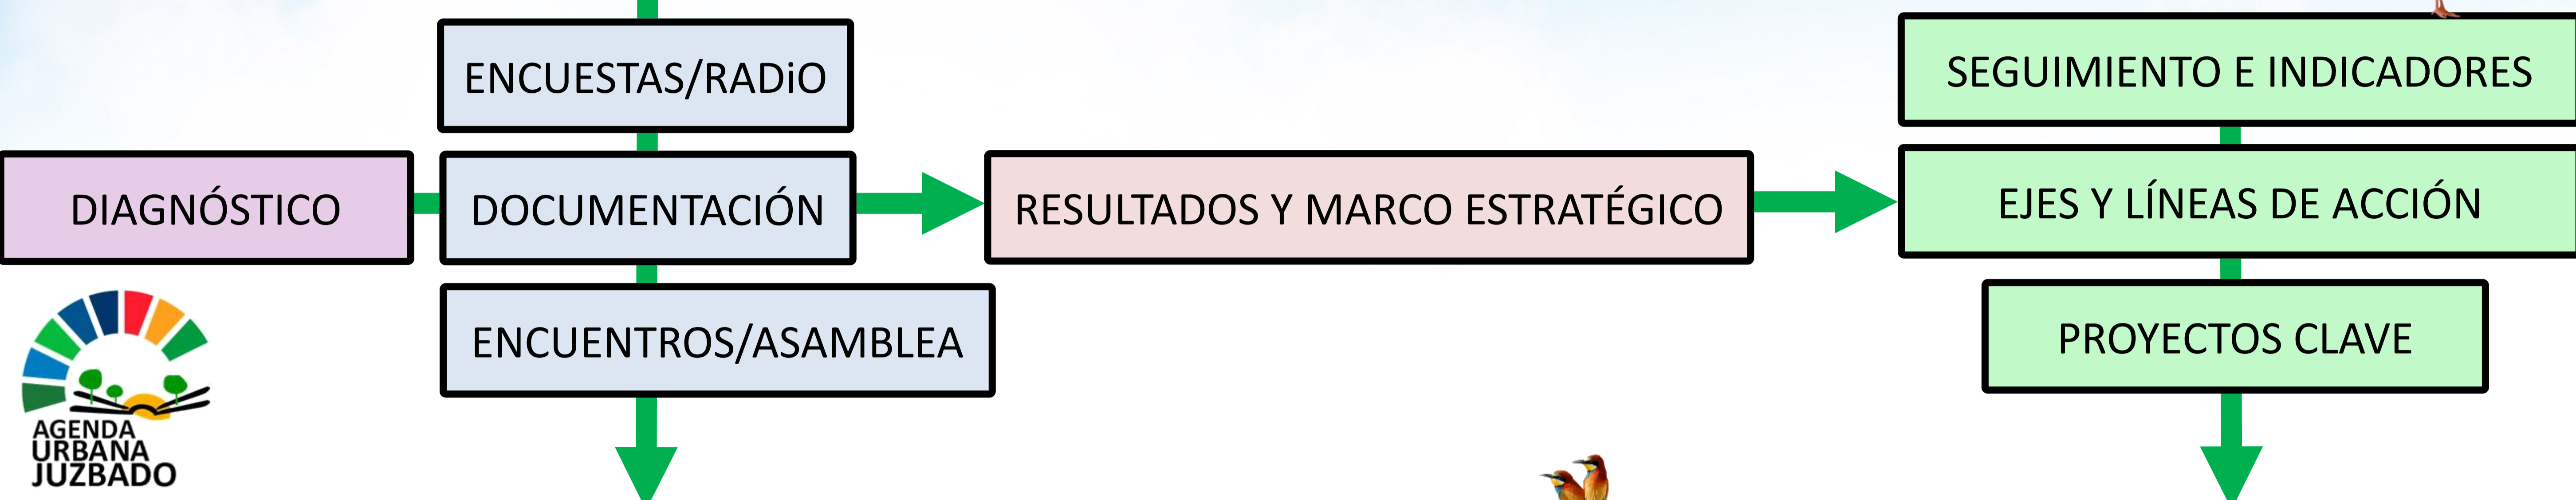 ENCUESTAS/RADiO
SEGUIMIENTO E INDICADORES
DIAGNÓSTICO
DOCUMENTACIÓN
RESULTADOS Y MARCO ESTRATÉGICO
EJES Y LÍNEAS DE ACCIÓN
ENCUENTROS/ASAMBLEA
PROYECTOS CLAVE
AGENDA
URBANA
JUZBADO